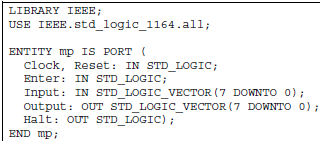 LIBRARY IEEE;
USE IEEE.std_logic_1164.all;

ENTITY mp IS PORT (
  Clock, Reset: IN STD_LOGIC;
  Enter: IN STD_LOGIC;
  Input: IN STD_LOGIC_VECTOR(7 DOWNTO 0);
  Output: OUT STD_LOGIC_VECTOR(7 DOWNTO 0);
  Halt: OUT STD_LOGIC);
END mp;